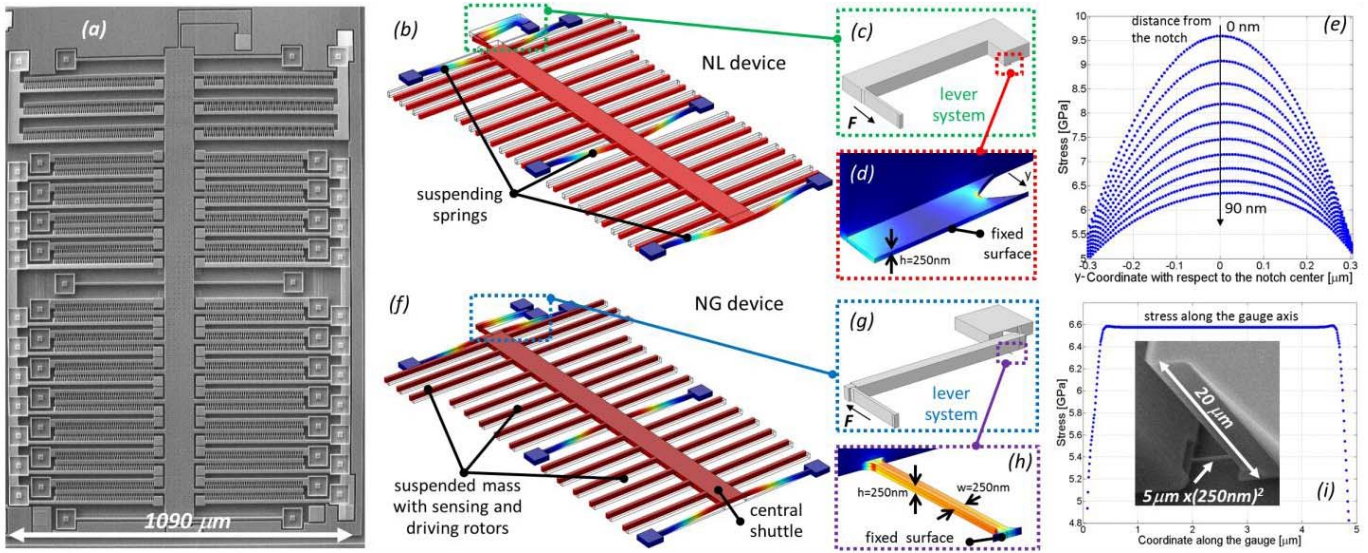 (a)
1090 µm
(b)
NL device
suspending
springs
(c)
lever
system
F
(d)
y
h=250nm
fixed
surface
(e)
distance from
the notch
0 nm
90 nm
Stress [GPa]
10
9.5
9
8.5
8
7.5
7
6.5
6
5.5
5
-0.3
-0.2
-0.1
0
0.1
0.2
0.3
y-Coordinate with respect to the notch center [µm]
(f)
NG device
suspended mass
with sensing and
driving rotors
central
shuttle
(g)
lever
system
F
(h)
h=250nm
w=250nm
fixed surface
stress along the gauge axis
20 µm
5µm x(250nm)²
(i)
Stress [GPa]
6.6
6.4
6.2
6
5.8
5.6
5.4
5.2
5
4.8
0
1
2
3
4
5
Coordinate along the gauge [µm]